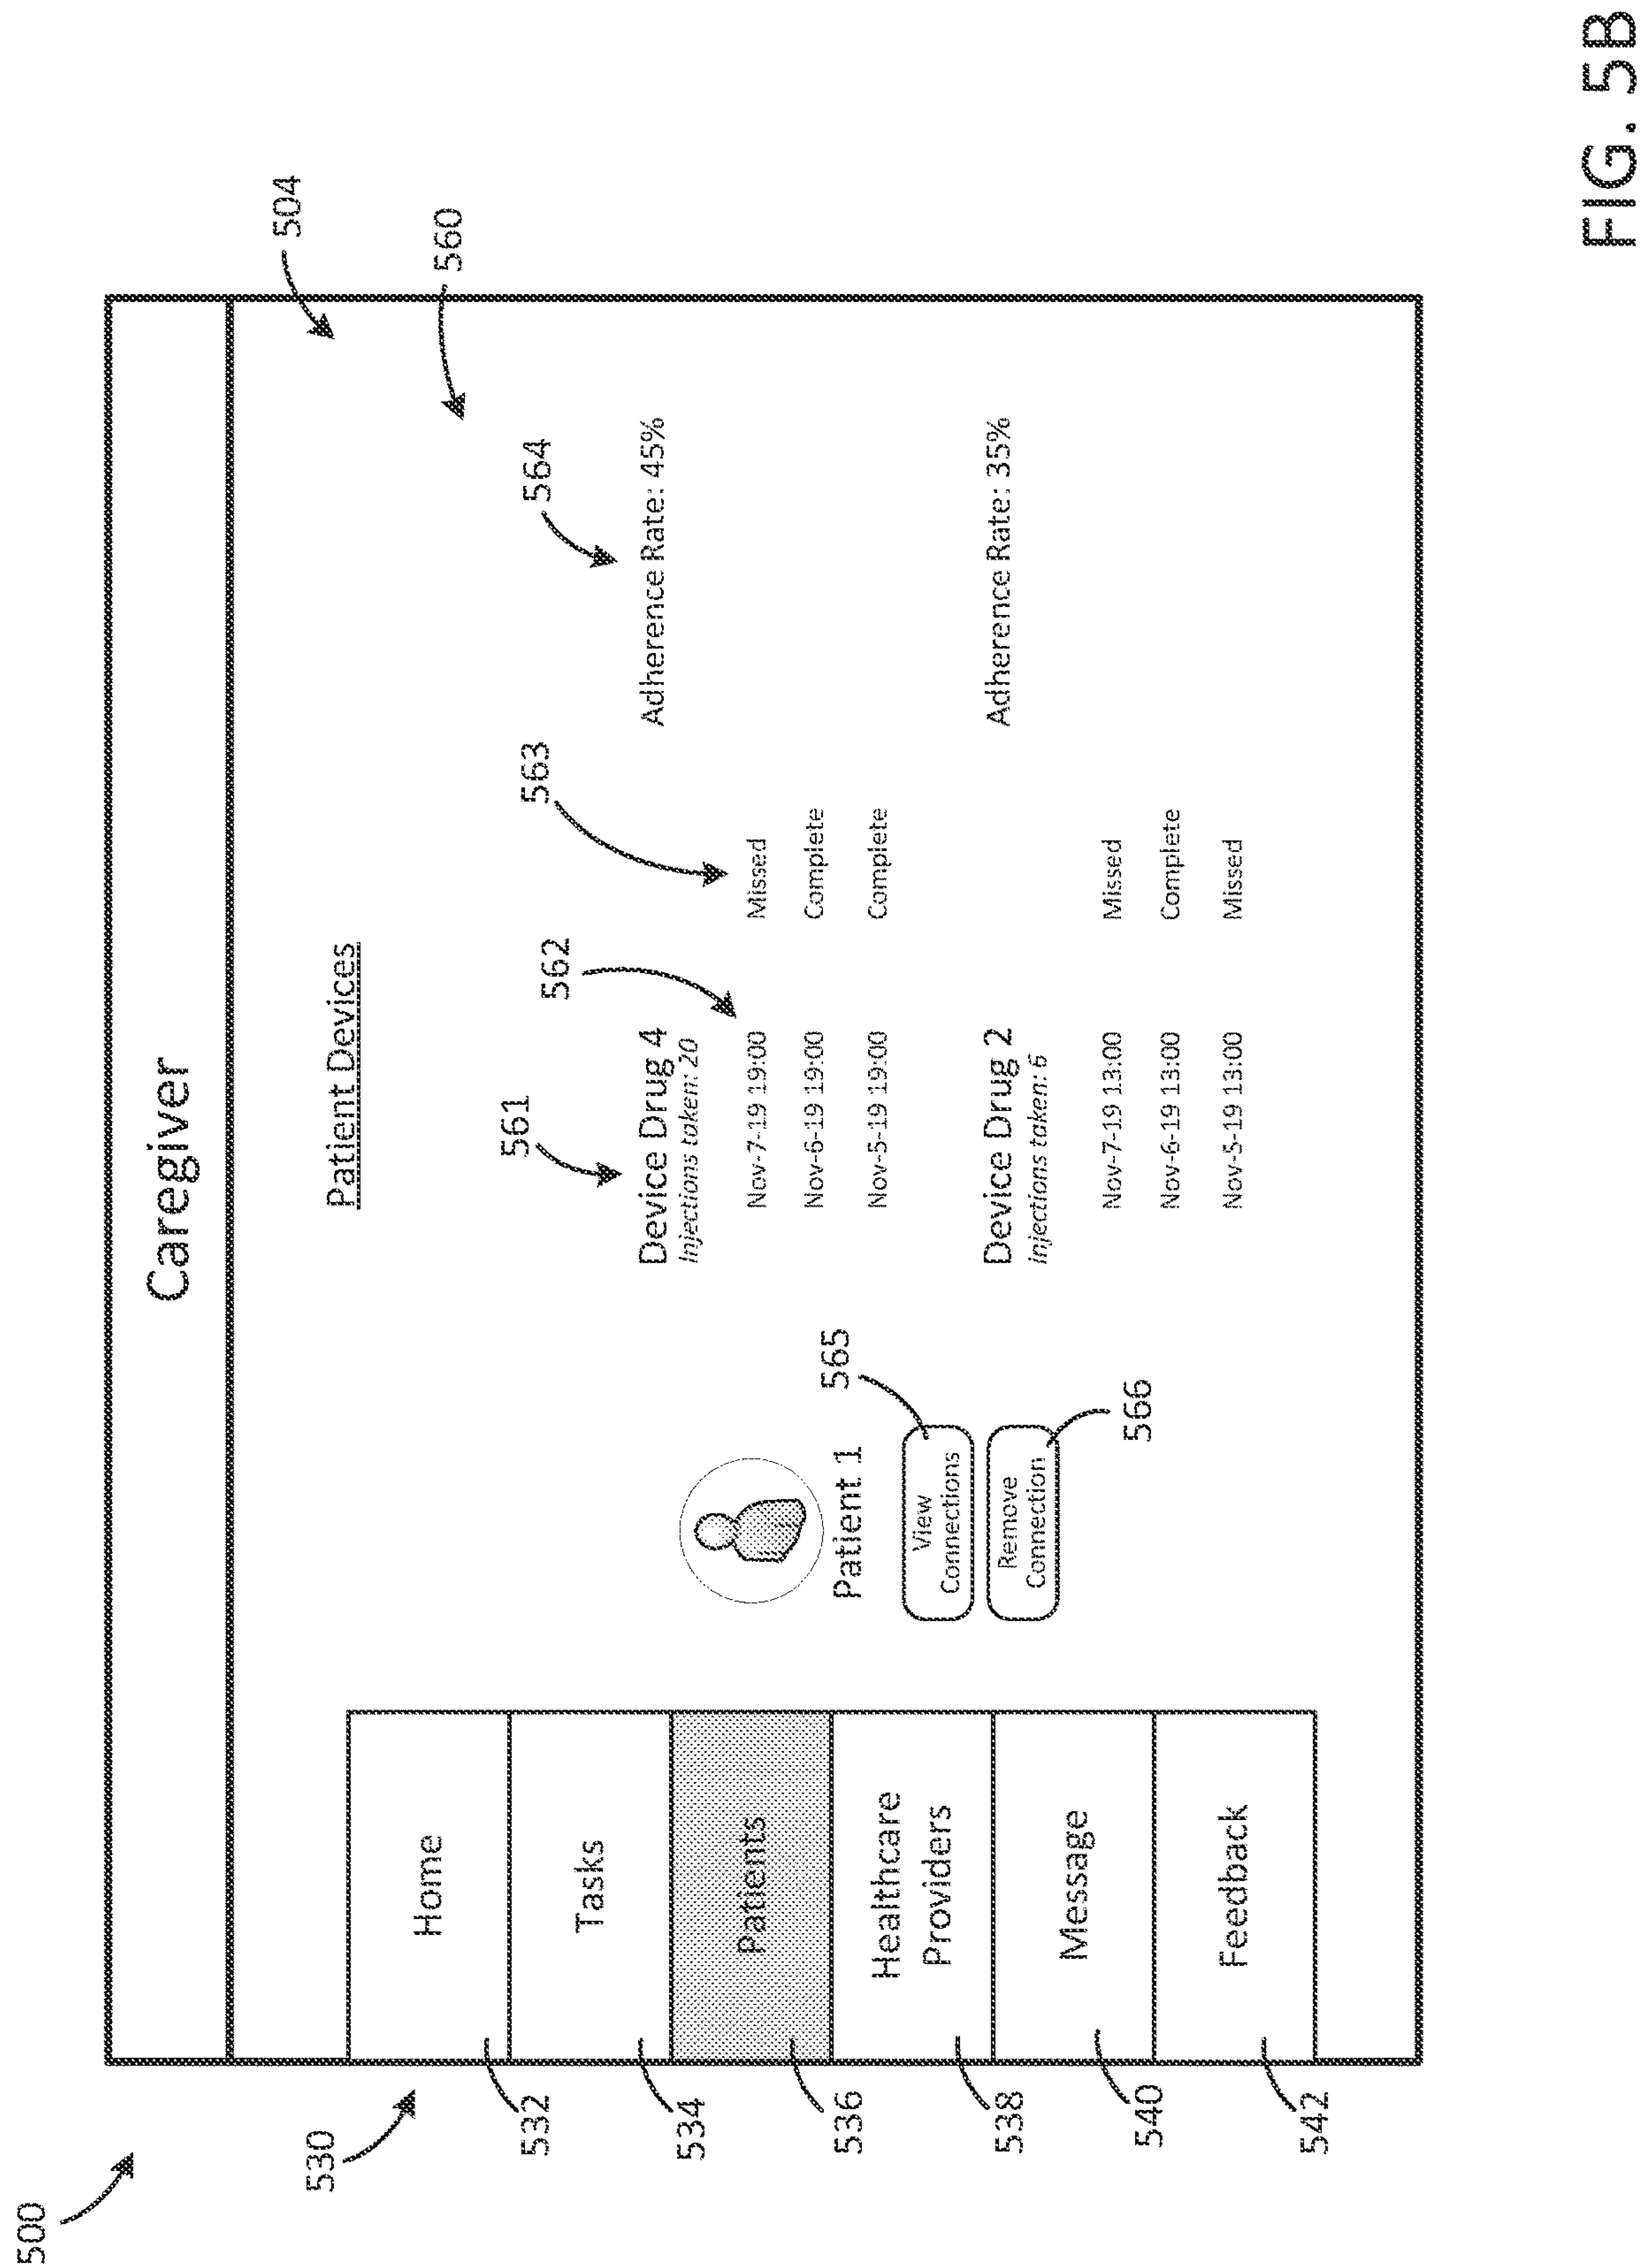 500
Caregiver
504
530
Patient Devices
560
532
Home
534
Tasks
536
Patients
538
Healthcare
Providers
540
Message
542
Feedback
Patient 1
565
View
Connections
566
Remove
Connection
561
562
563
564
Device Drug 4
Adherence Rate: 45%
Injections taken: 20
Nov-7-19 19:00 Missed
Nov-6-19 19:00 Complete
Nov-5-19 19:00 Complete
Device Drug 2
Adherence Rate: 35%
Injections taken: 6
Nov-7-19 13:00 Missed
Nov-6-19 13:00 Complete
Nov-5-19 13:00 Missed
FIG. 5B